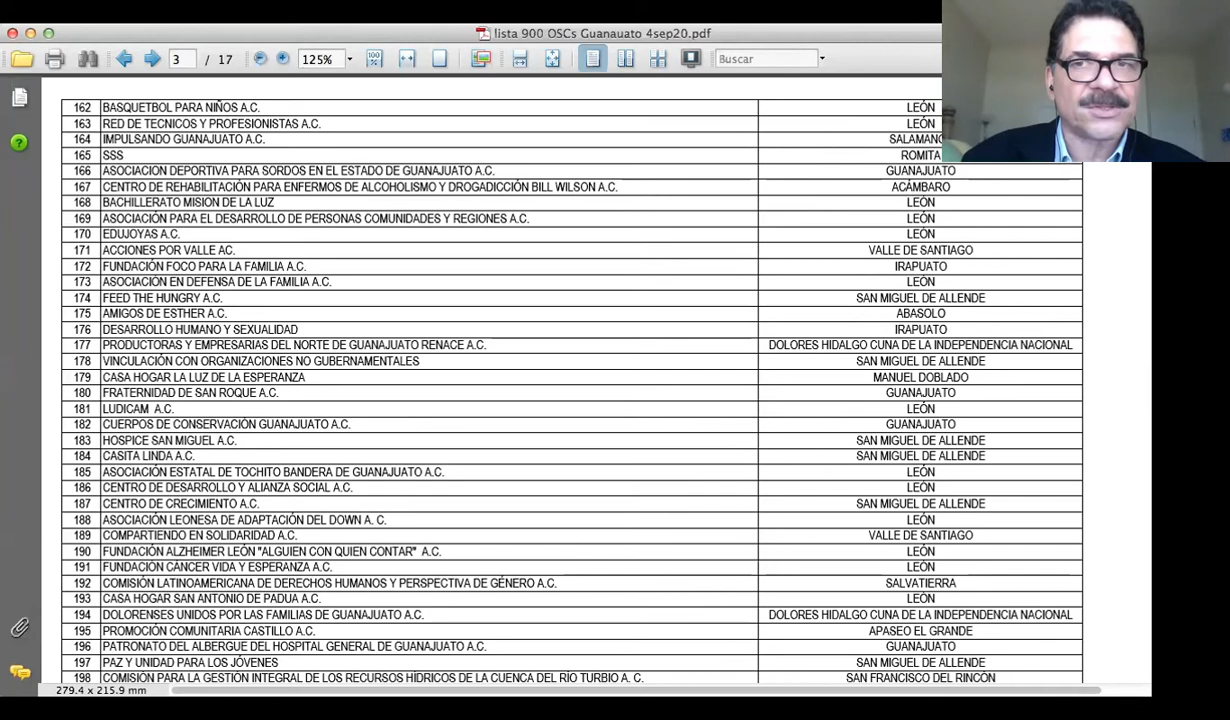 lista 900 OSCs Guanauato 4sep20.pdf
3 / 17 125% 100% Buscar
162 BASQUETBOL PARA NIÑOS A.C. LEÓN
163 RED DE TECNICOS Y PROFESIONISTAS A.C. LEÓN
164 IMPULSANDO GUANAJUATO A.C.
165 SSS ROMITA
166 ASOCIACION DEPORTIVA PARA SORDOS EN EL ESTADO DE GUANAJUATO A.C. GUANAJUATO
167 CENTRO DE REHABILITACIÓN PARA ENFERMOS DE ALCOHOLISMO Y DROGADICCIÓN BILL WILSON A.C. ACÁMBARO
168 BACHILLERATO MISION DE LA LUZ LEÓN
169 ASOCIACIÓN PARA EL DESARROLLO DE PERSONAS COMUNIDADES Y REGIONES A.C. LEÓN
170 EDUJOYAS A.C. LEÓN
171 ACCIONES POR VALLE AC. VALLE DE SANTIAGO
172 FUNDACIÓN FOCO PARA LA FAMILIA A.C. IRAPUATO
173 ASOCIACIÓN EN DEFENSA DE LA FAMILIA A.C. LEÓN
174 FEED THE HUNGRY A.C. SAN MIGUEL DE ALLENDE
175 AMIGOS DE ESTHER A.C. ABASOLO
176 DESARROLLO HUMANO Y SEXUALIDAD IRAPUATO
177 PRODUCTORAS Y EMPRESARIAS DEL NORTE DE GUANAJUATO RENACE A.C. DOLORES HIDALGO CUNA DE LA INDEPENDENCIA NACIONAL
178 VINCULACIÓN CON ORGANIZACIONES NO GUBERNAMENTALES SAN MIGUEL DE ALLENDE
179 CASA HOGAR LA LUZ DE LA ESPERANZA MANUEL DOBLADO
180 FRATERNIDAD DE SAN ROQUE A.C. GUANAJUATO
181 LUDICAM A.C. LEÓN
182 CUERPOS DE CONSERVACIÓN GUANAJUATO A.C. GUANAJUATO
183 HOSPICE SAN MIGUEL A.C. SAN MIGUEL DE ALLENDE
184 CASITA LINDA A.C. SAN MIGUEL DE ALLENDE
185 ASOCIACIÓN ESTATAL DE TOCHITO BANDERA DE GUANAJUATO A.C. LEÓN
186 CENTRO DE DESARROLLO Y ALIANZA SOCIAL A.C. LEÓN
187 CENTRO DE CRECIMIENTO A.C. SAN MIGUEL DE ALLENDE
188 ASOCIACIÓN LEONESA DE ADAPTACIÓN DEL DOWN A. C. LEÓN
189 COMPARTIENDO EN SOLIDARIDAD A.C. VALLE DE SANTIAGO
190 FUNDACIÓN ALZHEIMER LEÓN "ALGUIEN CON QUIEN CONTAR" A.C. LEÓN
191 FUNDACIÓN CÁNCER VIDA Y ESPERANZA A.C. LEÓN
192 COMISIÓN LATINOAMERICANA DE DERECHOS HUMANOS Y PERSPECTIVA DE GÉNERO A.C. SALVATIERRA
193 CASA HOGAR SAN ANTONIO DE PADUA A.C. LEÓN
194 DOLORENSES UNIDOS POR LAS FAMILIAS DE GUANAJUATO A.C. DOLORES HIDALGO CUNA DE LA INDEPENDENCIA NACIONAL
195 PROMOCIÓN COMUNITARIA CASTILLO A.C. APASEO EL GRANDE
196 PATRONATO DEL ALBERGUE DEL HOSPITAL GENERAL DE GUANAJUATO A.C. GUANAJUATO
197 PAZ Y UNIDAD PARA LOS JÓVENES SAN MIGUEL DE ALLENDE
198 COMISIÓN PARA LA GESTIÓN INTEGRAL DE LOS RECURSOS HÍDRICOS DE LA CUENCA DEL RÍO TURBIO A. C. SAN FRANCISCO DEL RINCÓN
279.4 x 215.9 mm